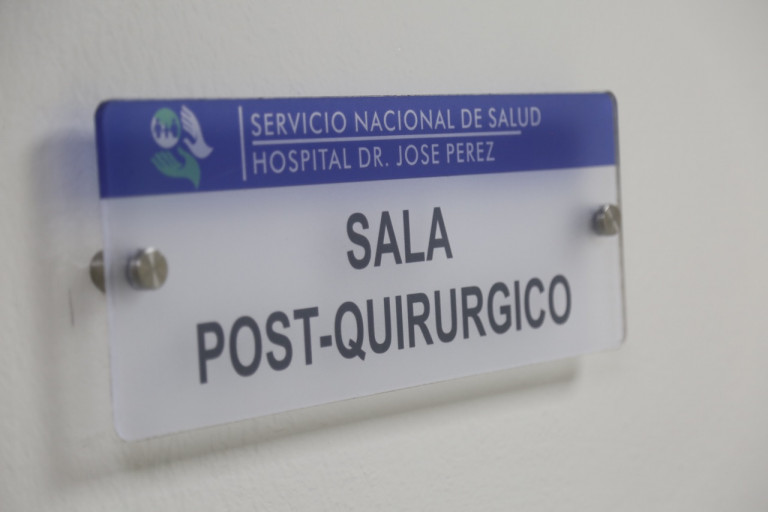 SERVICIO NACIONAL DE SALUD
HOSPITAL DR. JOSE PEREZ
SALA
POST-QUIRURGICO